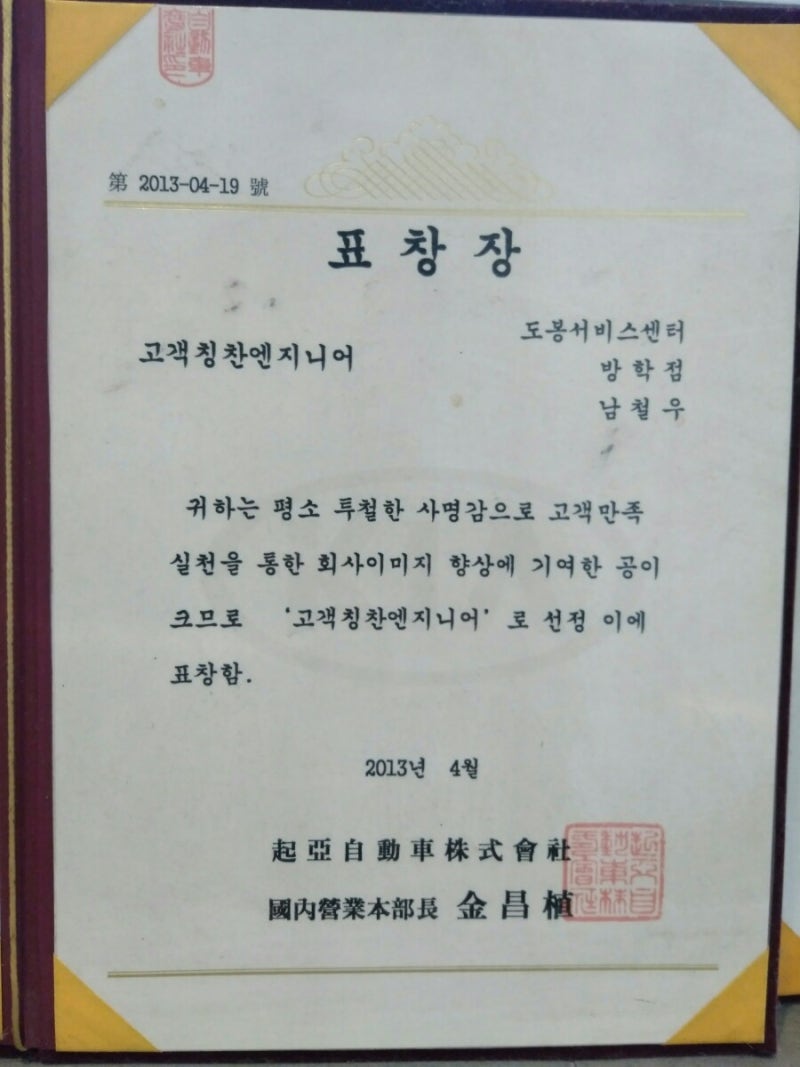 第 2013-04-19 號
표창장
고객칭찬엔지니어
도봉서비스센터
방학점
남철우
귀하는 평소 투철한 사명감으로 고객만족
실천을 통한 회사이미지 향상에 기여한 공이
크므로 '고객칭찬엔지니어' 로 선정 이에
표창함.
2013년 4월
起亞自動車株式會社
國內營業本部長 金昌植